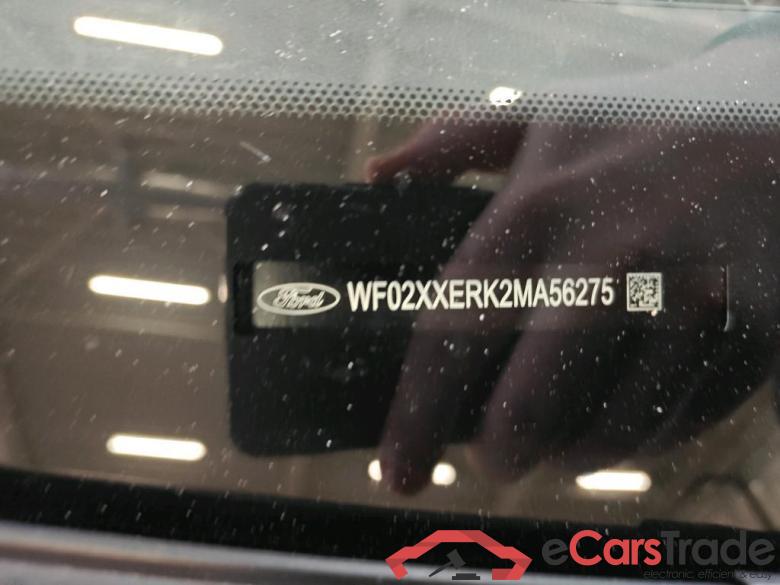 Ford WF02XXERK2MA56275
eCarsTrade
electronic, efficient & easy